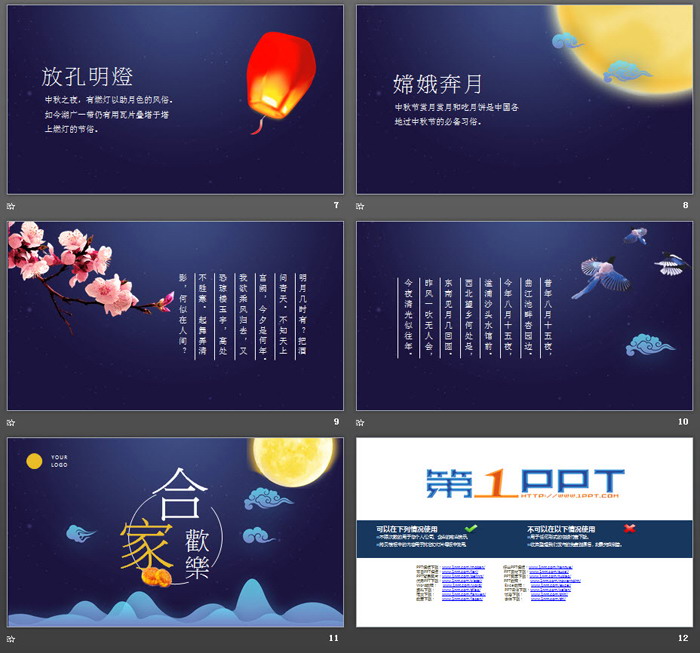 放孔明燈
中秋之夜，有燃灯以助月色的风俗。
如今湖广一带仍有用瓦片叠塔于塔
上燃灯的节俗。
7
嫦娥奔月
中秋节赏月赏月和吃月饼是中国各
地过中秋节的必备习俗。
8
明月几时有？把酒
问青天。不知天上
宫阙，今夕是何年。
我欲乘风归去，又
恐琼楼玉宇，高处
不胜寒。起舞弄清
影，何似在人间？
9
昔年八月十五夜，
曲江池畔杏园边。
今年八月十五夜，
湓浦沙头水馆前。
西北望乡何处是，
东南见月几回圆。
昨风一吹无人会，
今夜清光似往年。
10
YOUR
LOGO
合
家
歡
樂
11
第1PPT
HTTP://WWW.1PPT.COM
可以在下列情况使用
不可以在以下情况使用
12